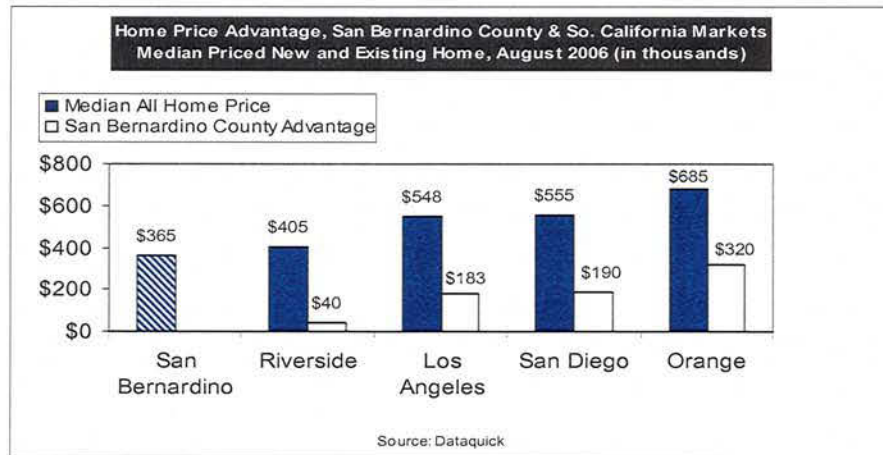 Home Price Advantage, San Bernardino County & So. California Markets
Median Priced New and Existing Home, August 2006 (in thousands)
Median All Home Price
San Bernardino County Advantage
$800
$600
$400
$200
$0
$365
$405
$40
$548
$183
$555
$190
$685
$320
San
Bernardino
Riverside
Los
Angeles
San Diego
Orange
Source: Dataquick